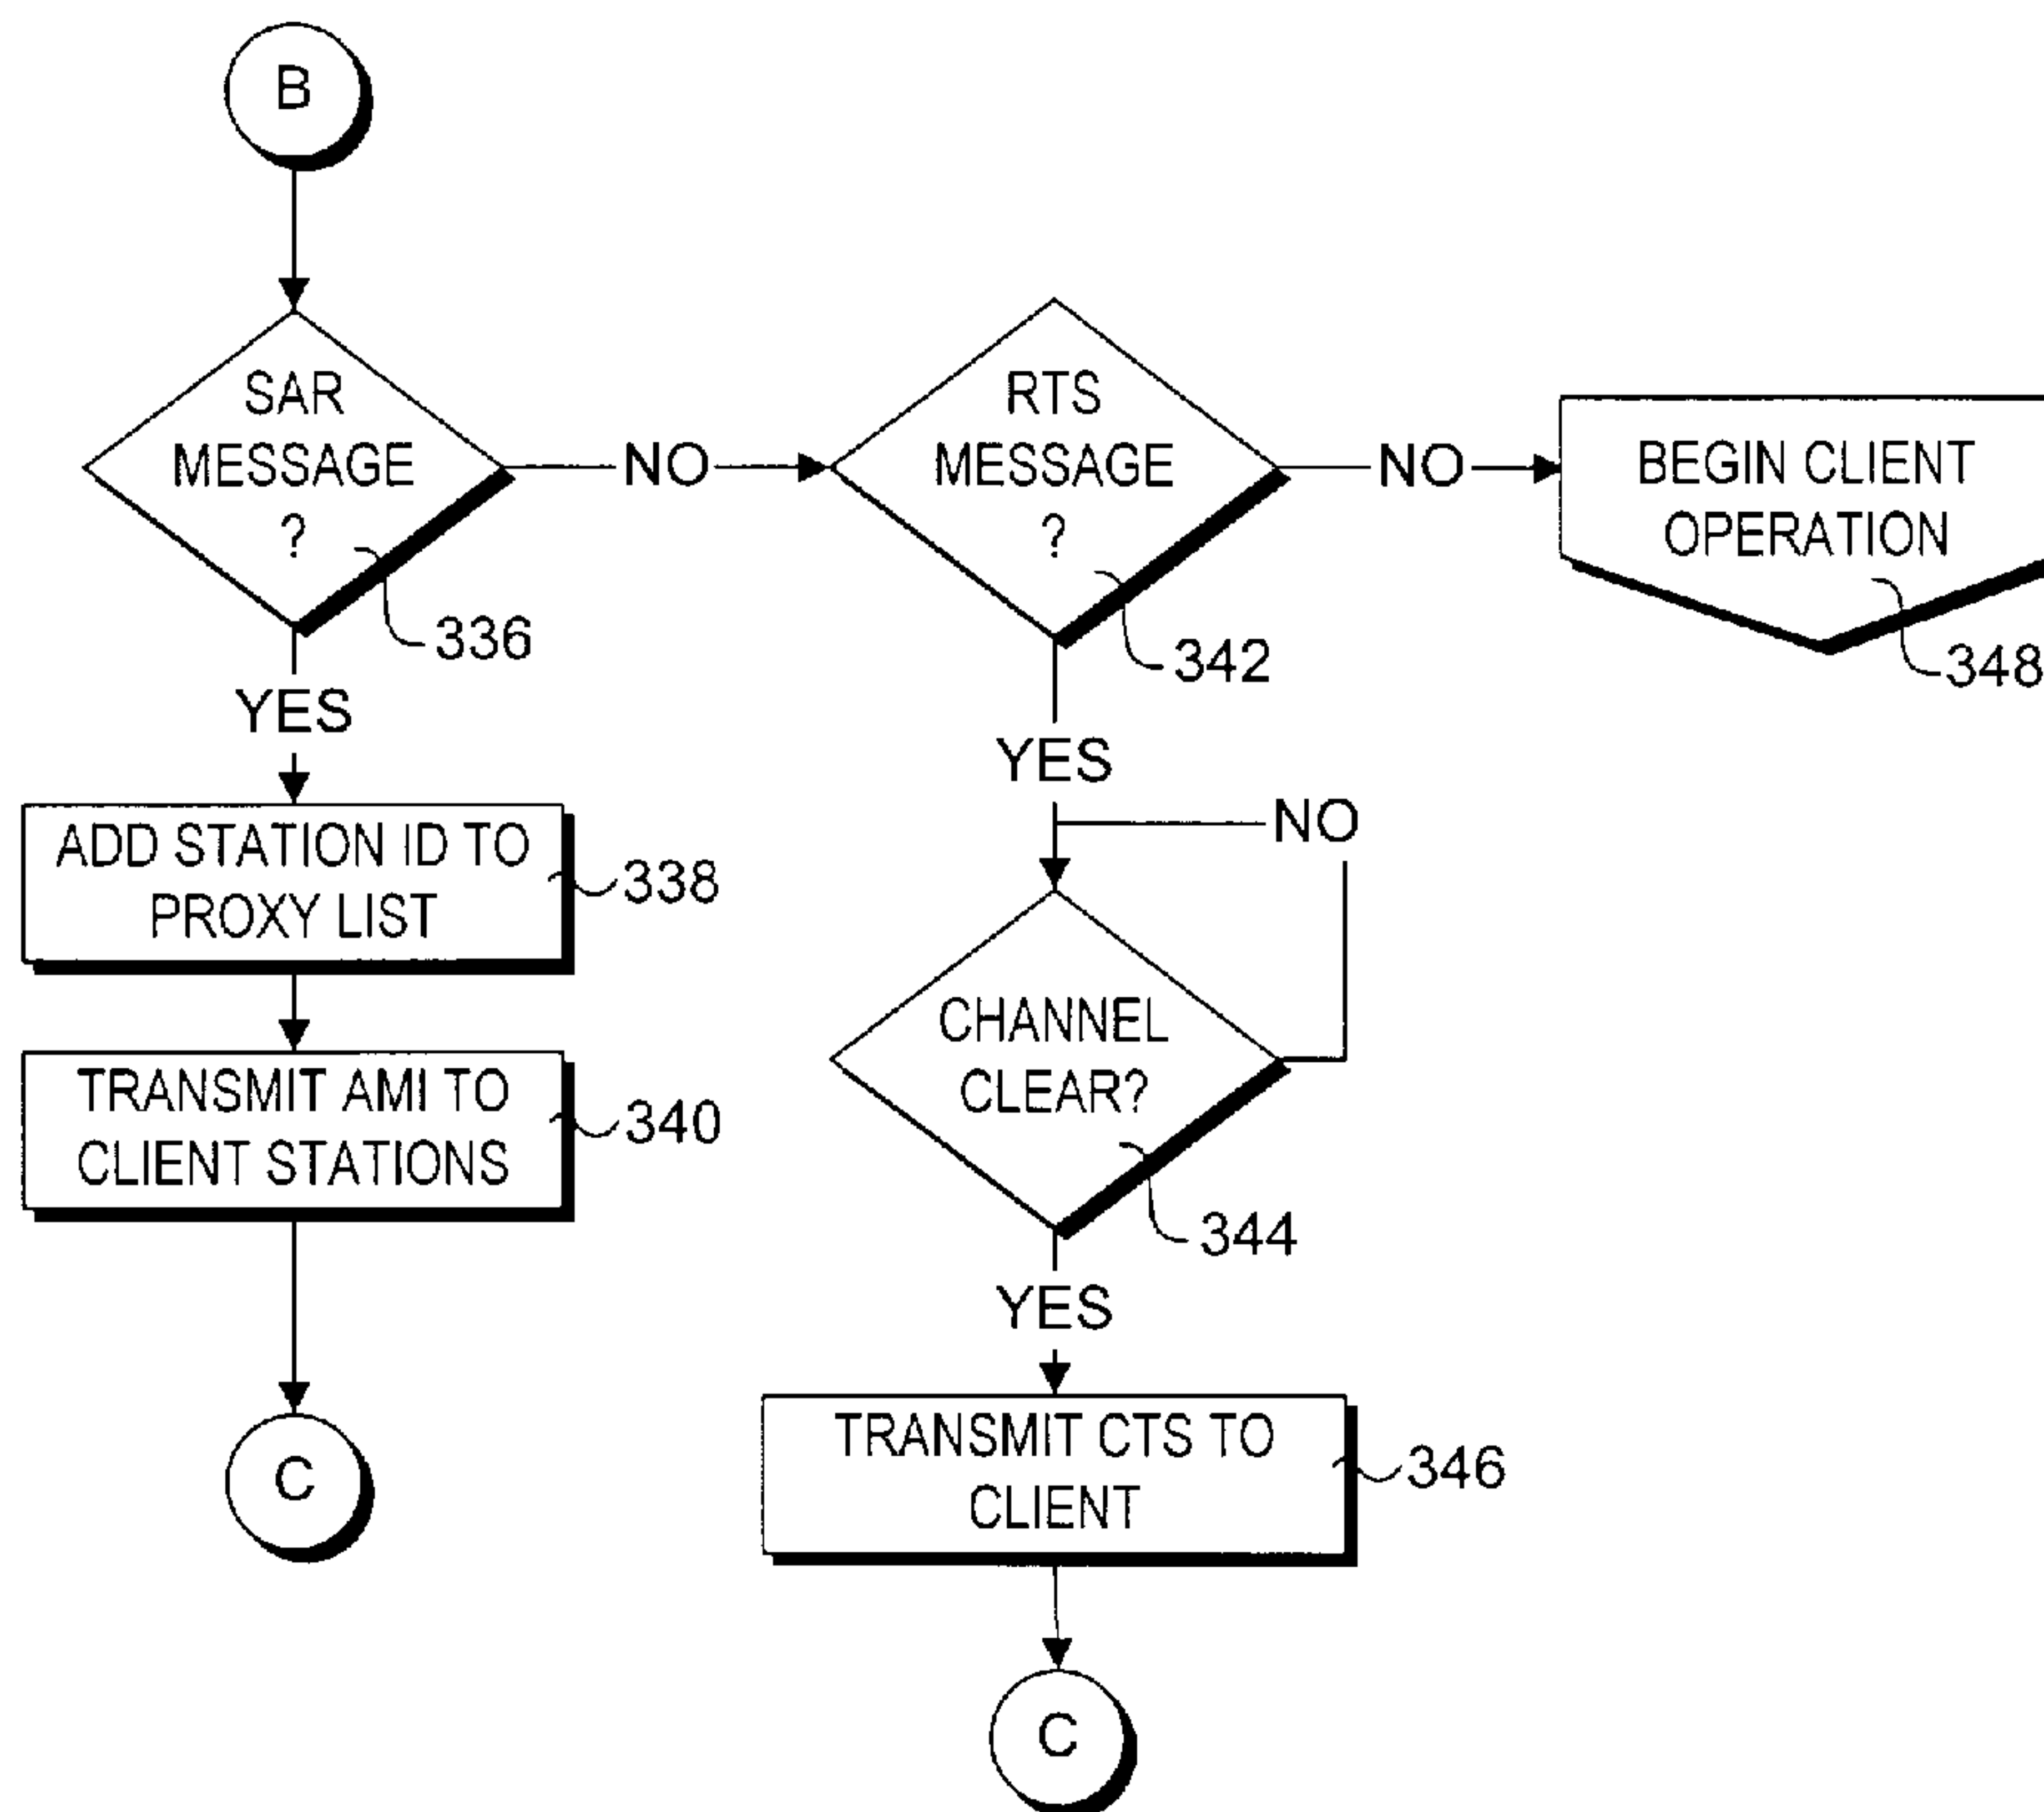 B
SAR
MESSAGE
?
336
NO
RTS
MESSAGE
?
342
NO
BEGIN CLIENT
OPERATION
348
YES
ADD STATION ID TO
PROXY LIST
338
TRANSMIT AMI TO
CLIENT STATIONS
340
C
YES
NO
CHANNEL
CLEAR?
344
YES
TRANSMIT CTS TO
CLIENT
346
C